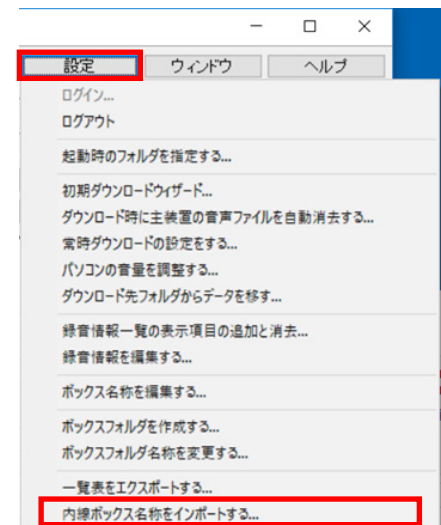 設定 ウィンドウ ヘルプ
ログイン...
ログアウト
起動時のフォルダを指定する...
初期ダウンロードウィザード...
ダウンロード時に主装置の音声ファイルを自動消去する...
常時ダウンロードの設定をする...
パソコンの音量を調整する...
ダウンロード先フォルダからデータを移す...
録音情報一覧の表示項目の追加と消去...
録音情報を編集する...
ボックス名称を編集する...
ボックスフォルダを作成する...
ボックスフォルダ名称を変更する...
一覧表をエクスポートする...
内線ボックス名称をインポートする...